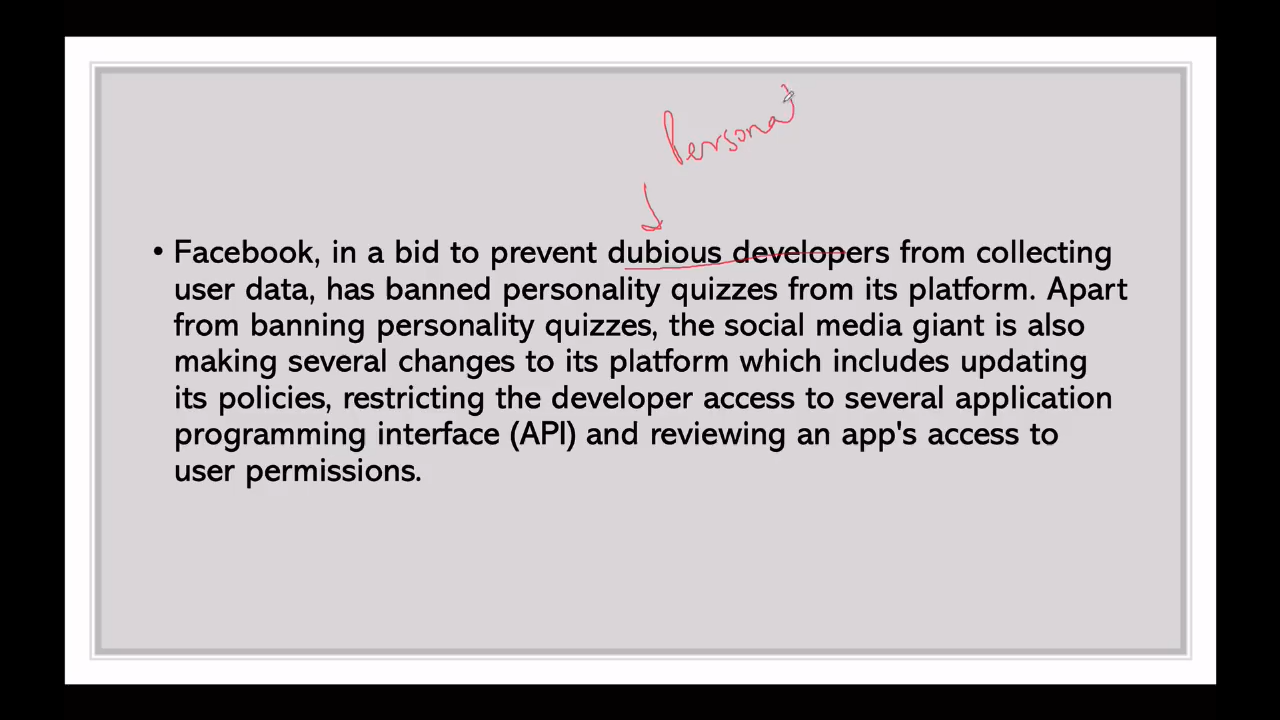 Persona
• Facebook, in a bid to prevent dubious developers from collecting
user data, has banned personality quizzes from its platform. Apart
from banning personality quizzes, the social media giant is also
making several changes to its platform which includes updating
its policies, restricting the developer access to several application
programming interface (API) and reviewing an app's access to
user permissions.